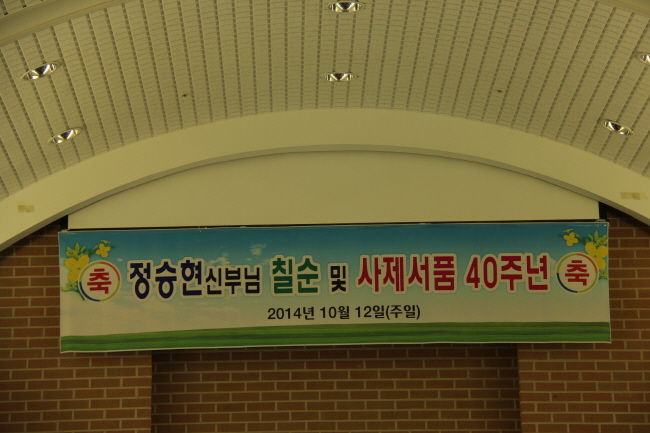 축 정승현신부님 칠순 및 사제서품 40주년 축
2014년 10월 12일(주일)